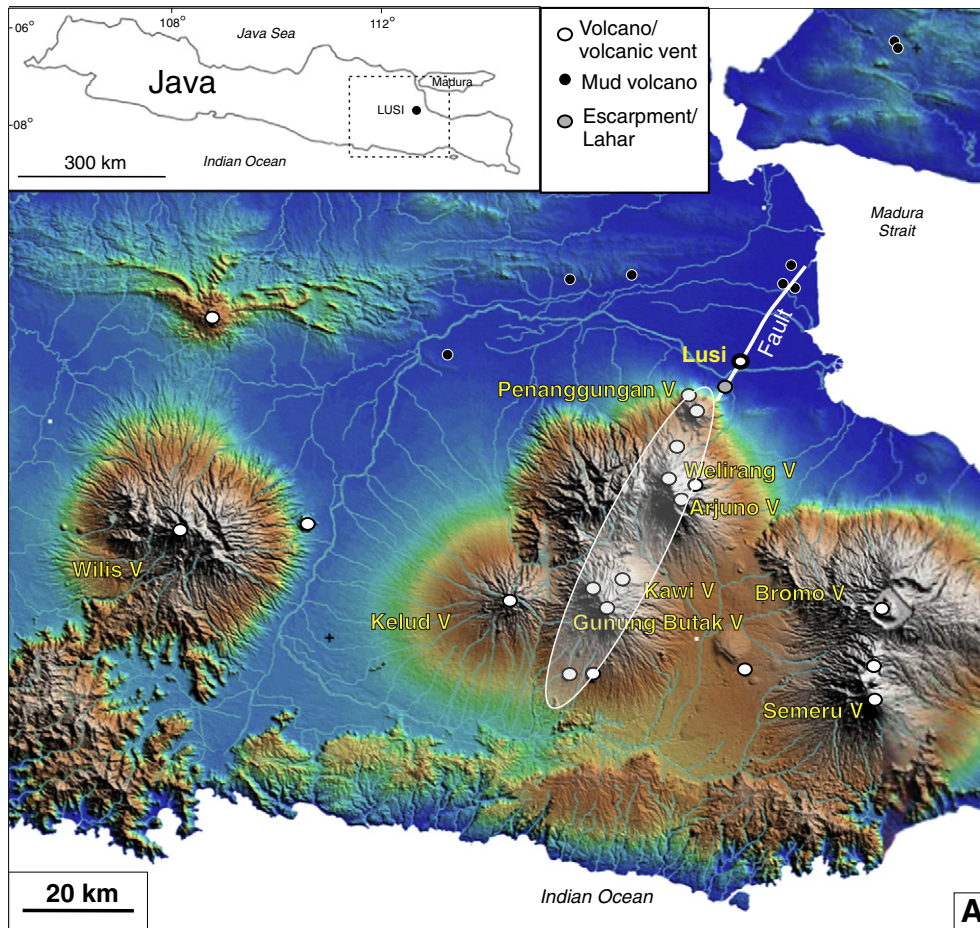 108°
112°
06°
08°
Java Sea
Java
Madura
LUSI
300 km
Indian Ocean
Volcano/
volcanic vent
Mud volcano
Escarpment/
Lahar
Madura
Strait
Fault
Lusi
Penanggungan V
Welirang V
Arjuno V
Wilis V
Kelud V
Kawi V
Bromo V
Gunung Butak V
Semeru V
20 km
Indian Ocean
A